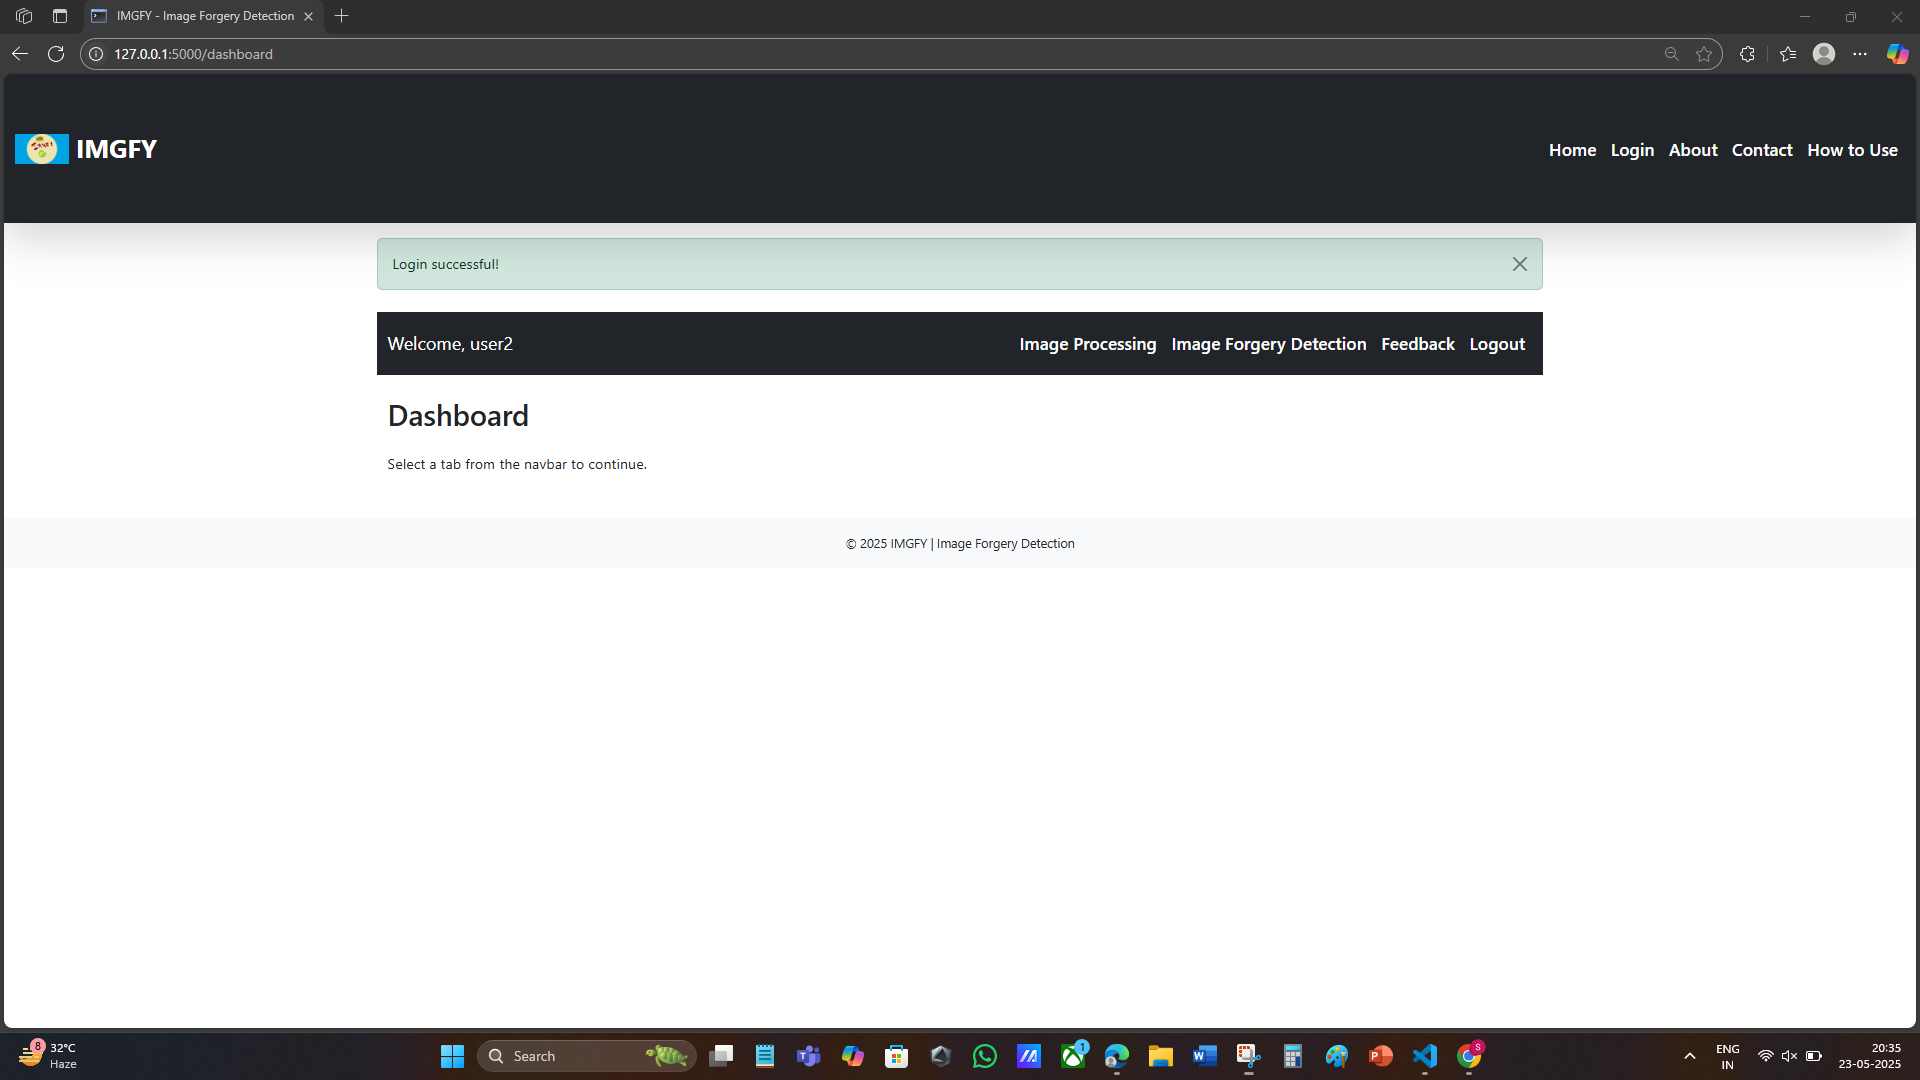 IMGFY - Image Forgery Detection
127.0.0.1:5000/dashboard
IMGFY
Home Login About Contact How to Use
Login successful!
Welcome, user2
Image Processing Image Forgery Detection Feedback Logout
Dashboard
Select a tab from the navbar to continue.
© 2025 IMGFY | Image Forgery Detection
8
32°C
Haze
Search
1
S
ENG
IN
20:35
23-05-2025